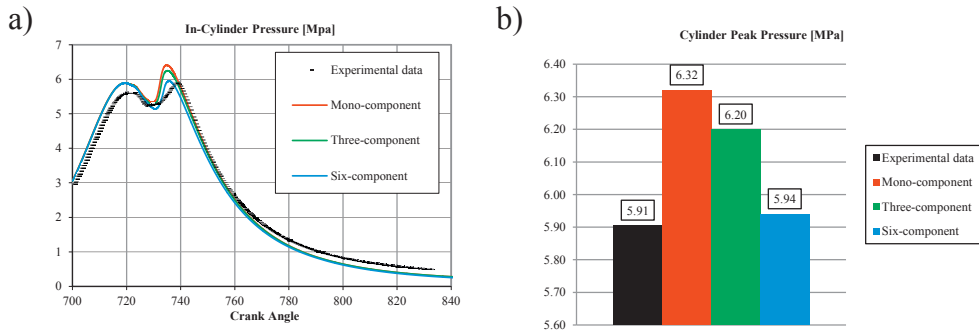 a)
In-Cylinder Pressure [Mpa]
7
6
5
4
3
2
1
0
700 720 740 760 780 800 820 840
Crank Angle
Experimental data
Mono-component
Three-component
Six-component
b)
Cylinder Peak Pressure [MPa]
6.40
6.30
6.20
6.10
6.00
5.90
5.80
5.70
5.60
5.91
6.32
6.20
5.94
Experimental data
Mono-component
Three-component
Six-component